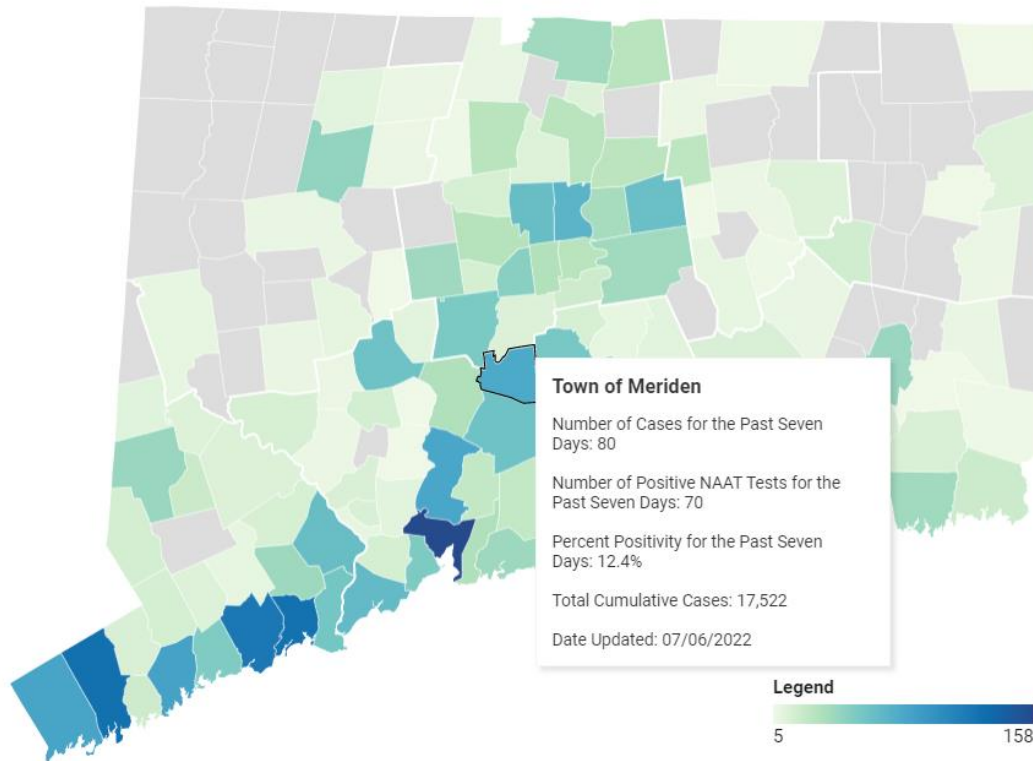 Town of Meriden
Number of Cases for the Past Seven
Days: 80
Number of Positive NAAT Tests for the
Past Seven Days: 70
Percent Positivity for the Past Seven
Days: 12.4%
Total Cumulative Cases: 17,522
Date Updated: 07/06/2022
Legend
5
158